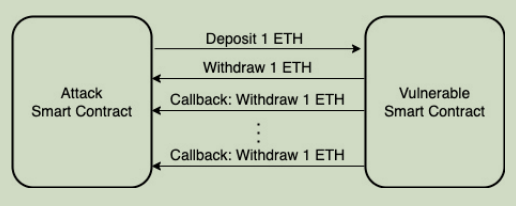 Attack
Smart Contract
Deposit 1 ETH
Withdraw 1 ETH
Callback: Withdraw 1 ETH
Callback: Withdraw 1 ETH
Vulnerable
Smart Contract